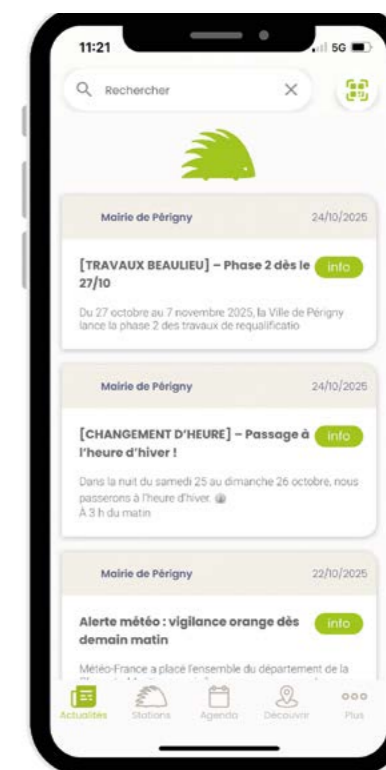 11:21
5G
Rechercher
Mairie de Périgny
24/10/2025
[TRAVAUX BEAULIEU] – Phase 2 dès le
27/10
info
Du 27 octobre au 7 novembre 2025, la Ville de Périgny
lance la phase 2 des travaux de requalificatio
Mairie de Périgny
24/10/2025
[CHANGEMENT D'HEURE] – Passage à
l'heure d'hiver !
info
Dans la nuit du samedi 25 au dimanche 26 octobre, nous
passerons à l'heure d'hiver.
À 3 h du matin
Mairie de Périgny
22/10/2025
Alerte météo : vigilance orange dès
demain matin
info
Météo-France a placé l'ensemble du département de la
Actualités
Stations
Agenda
Découvrir
Plus